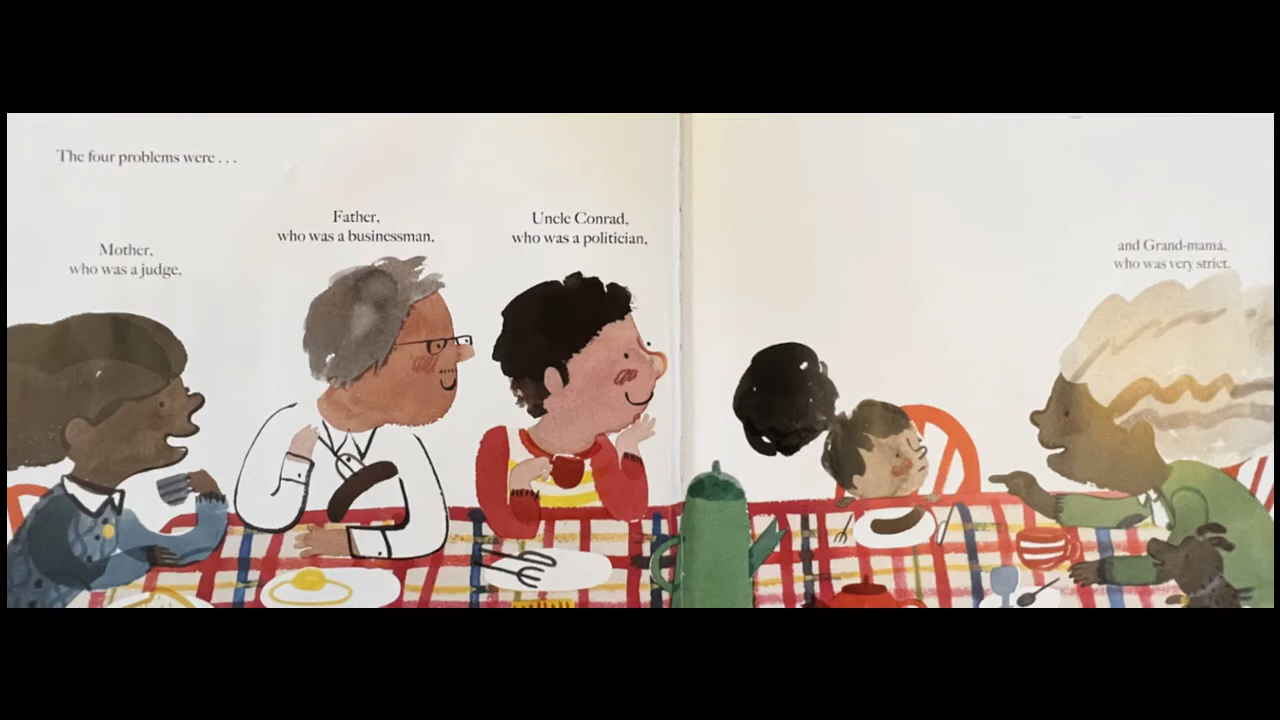 The four problems were . . .
Mother,
who was a judge,
Father,
who was a businessman,
Uncle Conrad,
who was a politician,
and Grand-mamá,
who was very strict.